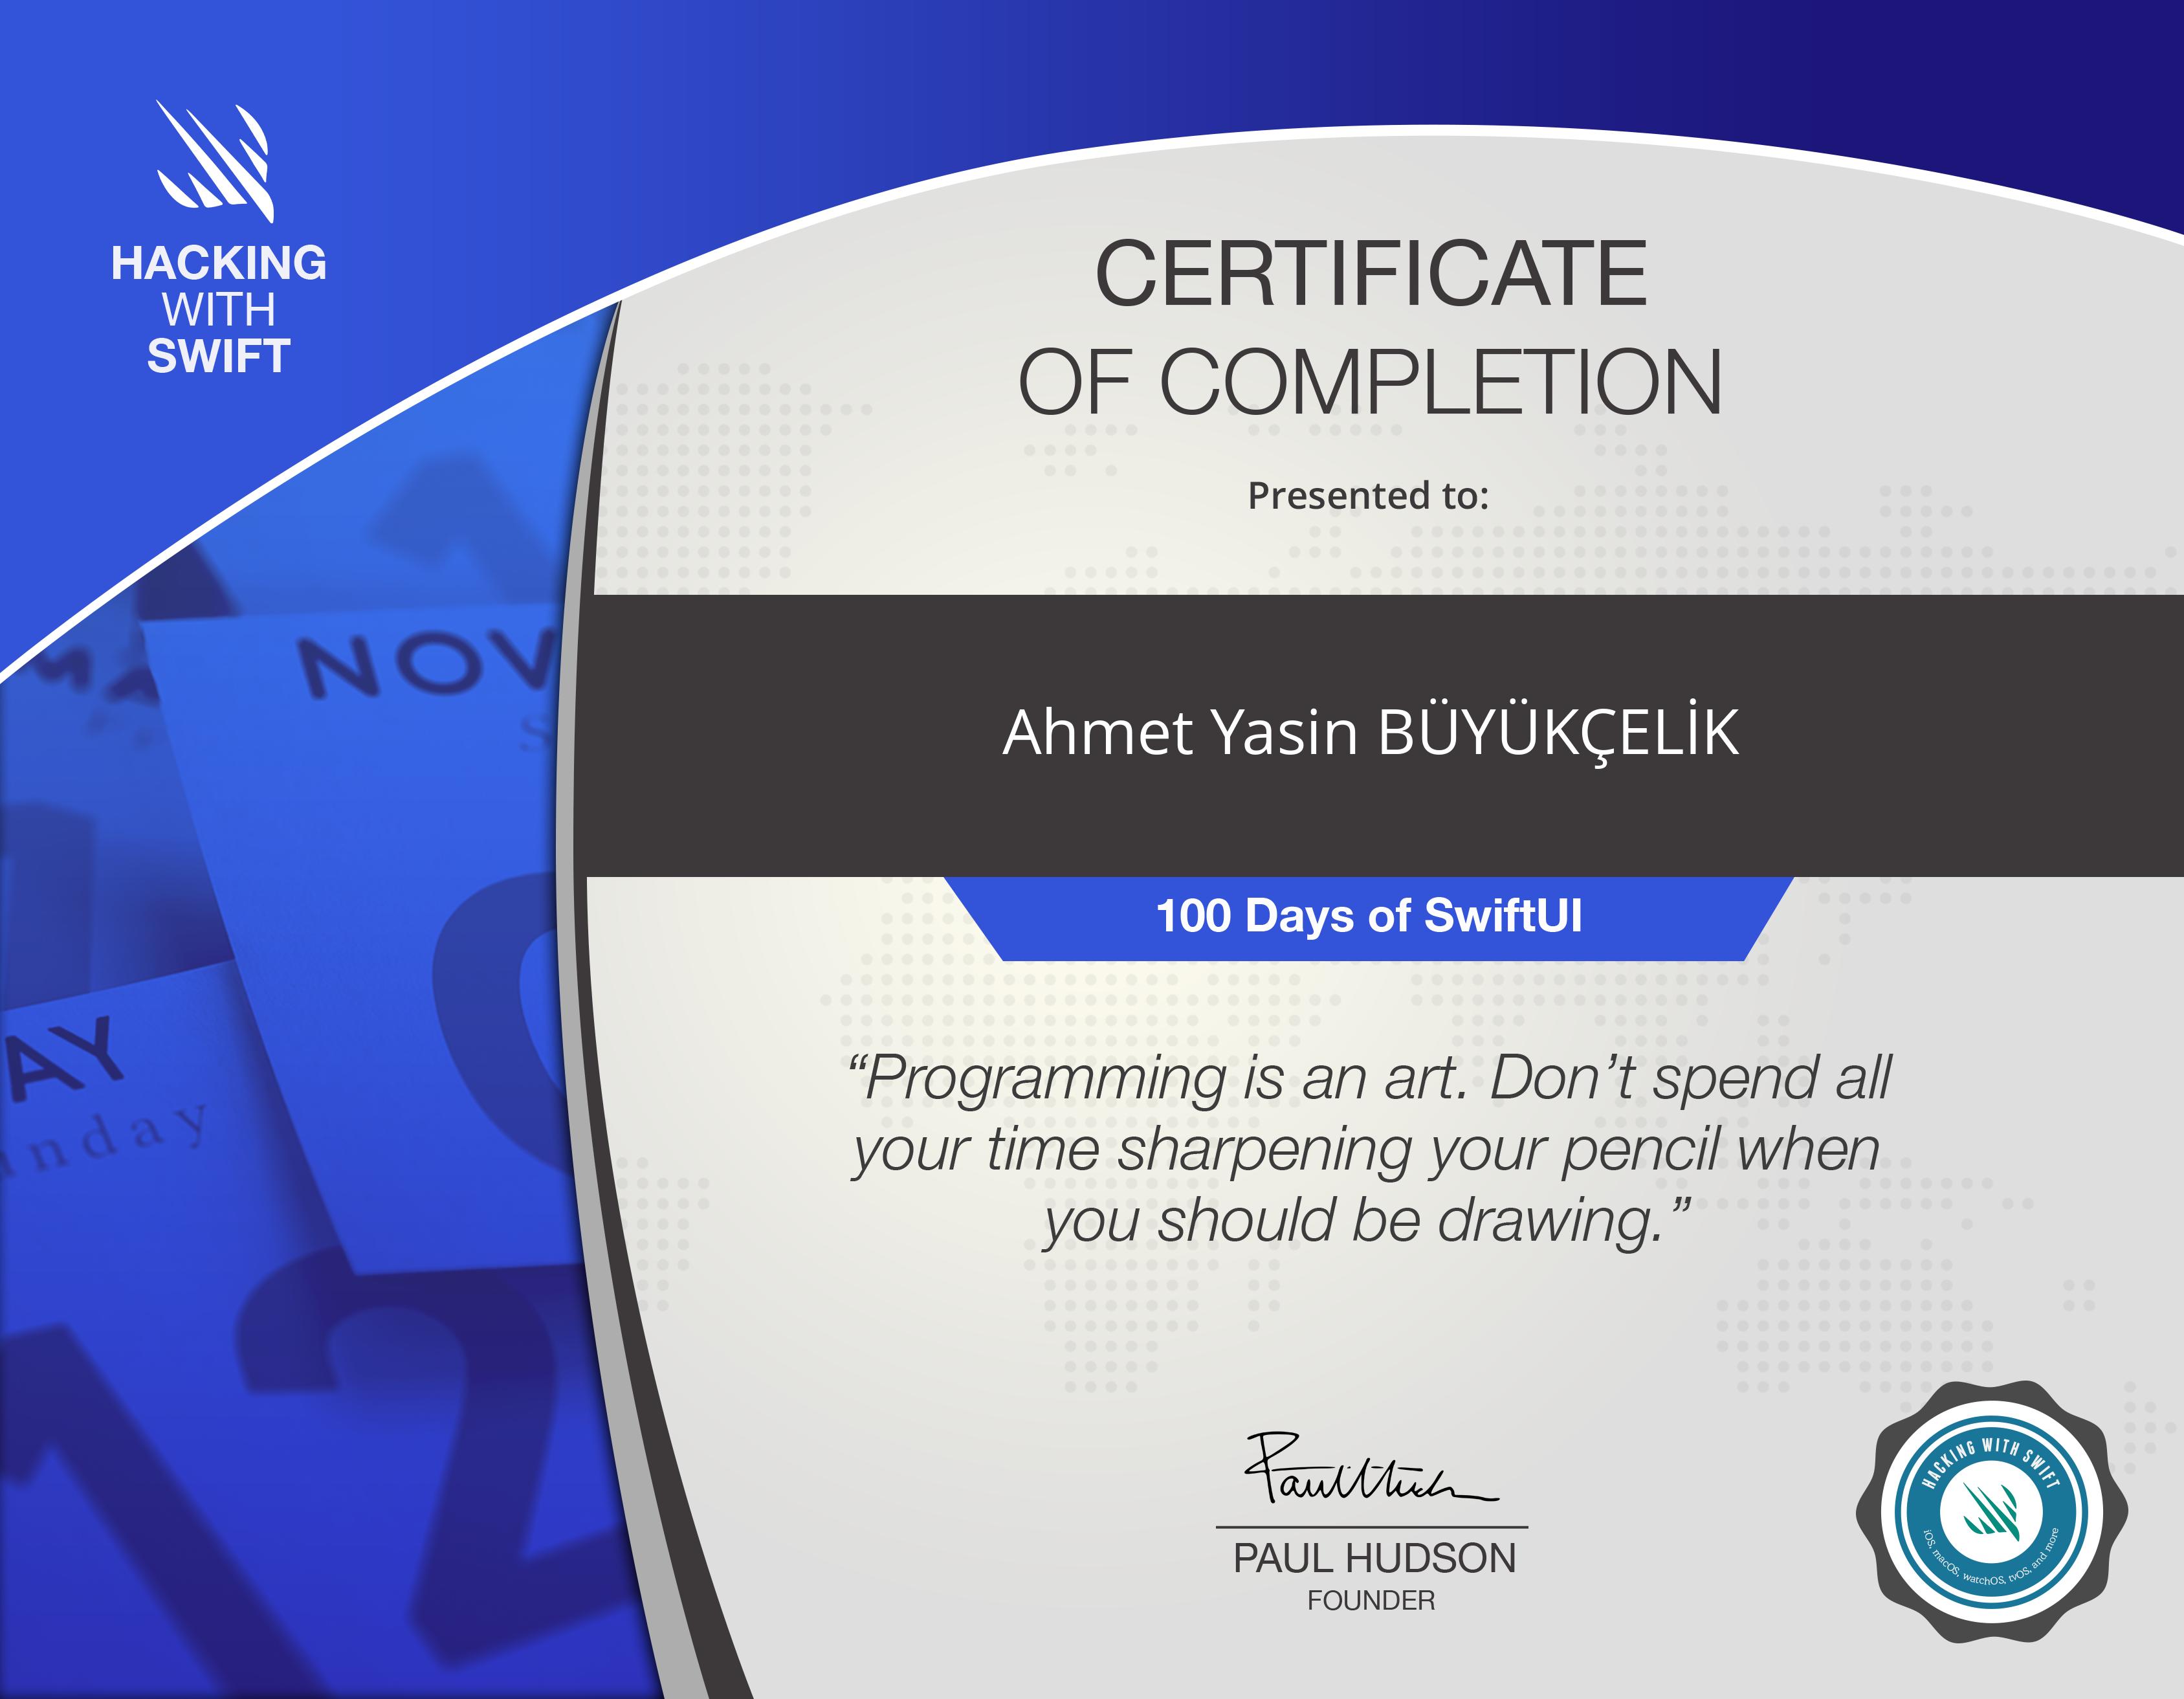 HACKING
WITH
SWIFT
CERTIFICATE
OF COMPLETION
Presented to:
NOV
Ahmet Yasin BÜYÜKÇELİK
100 Days of SwiftUI
AY
nday
“Programming is an art. Don’t spend all
your time sharpening your pencil when
you should be drawing.”
2
PAUL HUDSON
FOUNDER
HACKING WITH SWIFT
iOS, macOS, watchOS, tvOS, and more